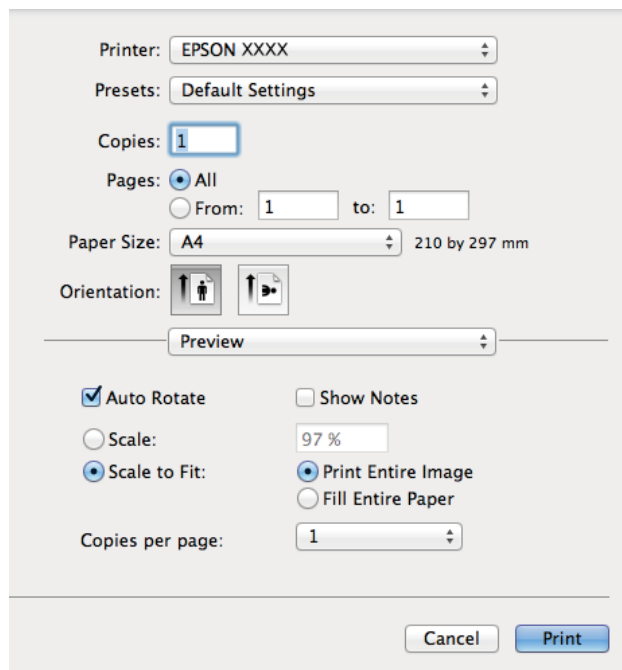 Printer: EPSON XXXX
Presets: Default Settings
Copies: 1
Pages: All
From: 1 to: 1
Paper Size: A4 210 by 297 mm
Orientation:
Preview
Auto Rotate Show Notes
Scale: 97 %
Scale to Fit: Print Entire Image
Fill Entire Paper
Copies per page: 1
Cancel Print